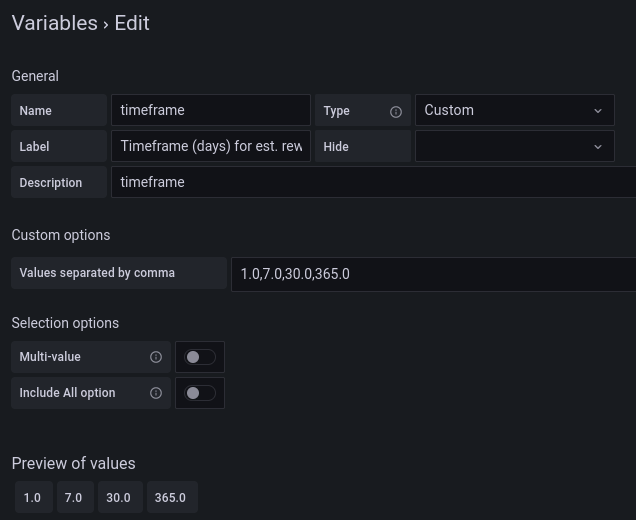 Variables › Edit
General
Name timeframe Type Custom
Label Timeframe (days) for est. rew Hide
Description timeframe
Custom options
Values separated by comma 1.0,7.0,30.0,365.0
Selection options
Multi-value
Include All option
Preview of values
1.0 7.0 30.0 365.0